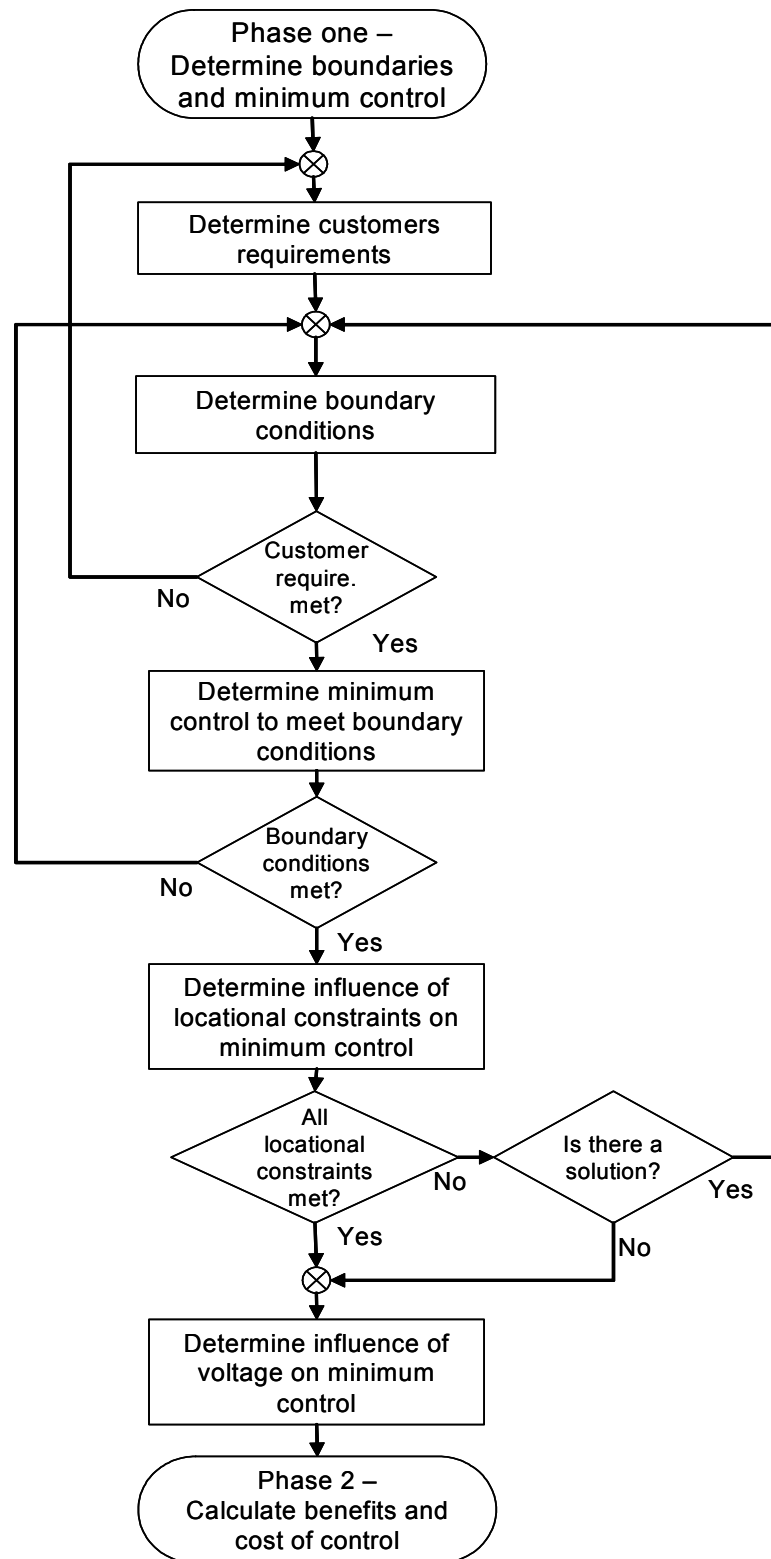 Phase one –
Determine boundaries
and minimum control
Determine customers
requirements
Determine boundary
conditions
Customer
require.
met?
No
Yes
Determine minimum
control to meet boundary
conditions
Boundary
conditions
met?
No
Yes
Determine influence of
locational constraints on
minimum control
All
locational
constraints
met?
No
Is there a
solution?
Yes
Yes
No
Determine influence of
voltage on minimum
control
Phase 2 –
Calculate benefits and
cost of control